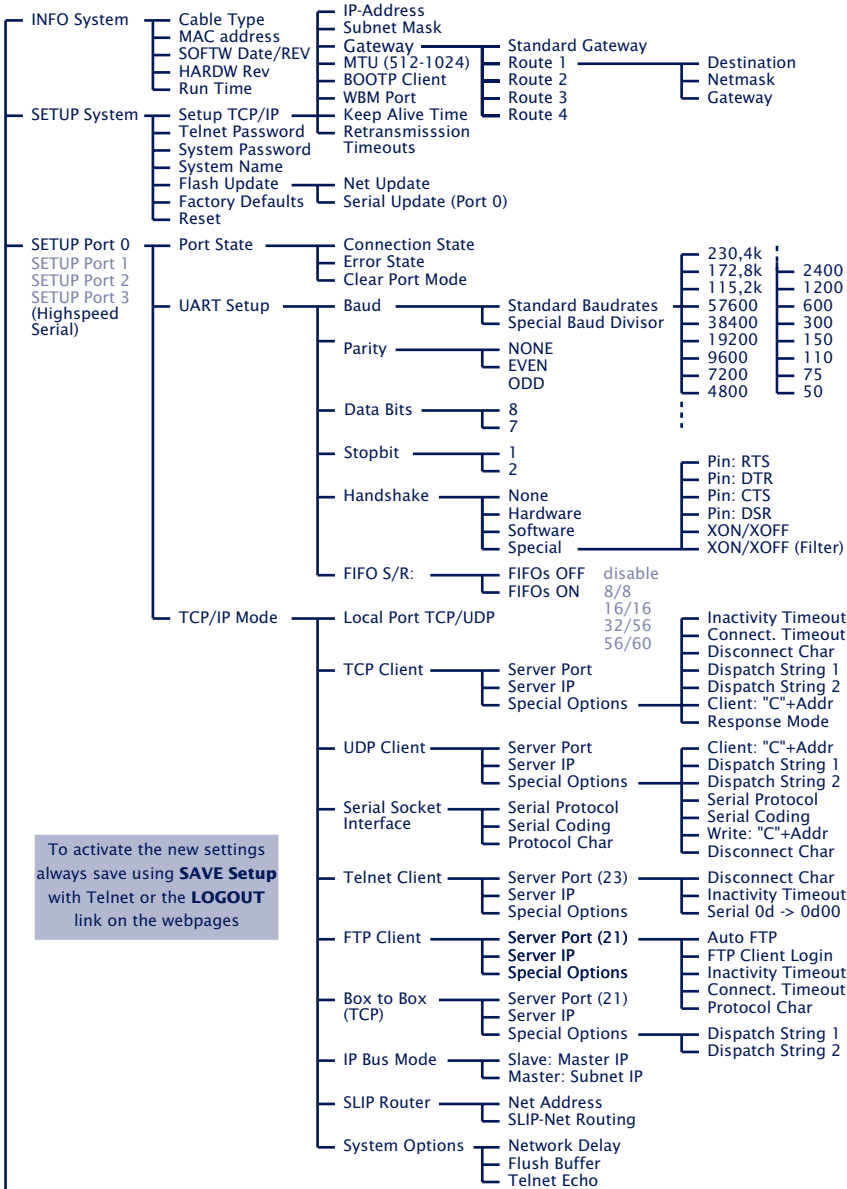 INFO System
Cable Type
MAC address
SOFTW Date/REV
HARDW Rev
Run Time
SETUP System
Setup TCP/IP
IP-Address
Subnet Mask
Gateway
Standard Gateway
Route 1
Destination
Netmask
Gateway
Route 2
Route 3
Route 4
MTU (512-1024)
BOOTP Client
WBM Port
Keep Alive Time
Retransmisssion
Timeouts
Telnet Password
System Password
System Name
Flash Update
Net Update
Serial Update (Port 0)
Factory Defaults
Reset
SETUP Port 0
SETUP Port 1
SETUP Port 2
SETUP Port 3
(Highspeed
Serial)
Port State
Connection State
Error State
Clear Port Mode
UART Setup
Baud
Standard Baudrates
230,4k
172,8k
115,2k
57600
38400
19200
9600
7200
4800
2400
1200
600
300
150
110
75
50
Special Baud Divisor
Parity
NONE
EVEN
ODD
Data Bits
8
7
Stopbit
1
2
Handshake
None
Hardware
Software
Special
Pin: RTS
Pin: DTR
Pin: CTS
Pin: DSR
XON/XOFF
XON/XOFF (Filter)
FIFO S/R:
FIFOs OFF
FIFOs ON
disable
8/8
16/16
32/56
56/60
TCP/IP Mode
Local Port TCP/UDP
TCP Client
Server Port
Server IP
Special Options
Inactivity Timeout
Connect. Timeout
Disconnect Char
Dispatch String 1
Dispatch String 2
Client: "C"+Addr
Response Mode
UDP Client
Server Port
Server IP
Special Options
Client: "C"+Addr
Dispatch String 1
Dispatch String 2
Serial Protocol
Serial Coding
Write: "C"+Addr
Disconnect Char
Serial Socket
Interface
Serial Protocol
Serial Coding
Protocol Char
Telnet Client
Server Port (23)
Server IP
Special Options
Disconnect Char
Inactivity Timeout
Serial 0d -> 0d00
FTP Client
Server Port (21)
Server IP
Special Options
Auto FTP
FTP Client Login
Inactivity Timeout
Connect. Timeout
Protocol Char
Box to Box
(TCP)
Server Port (21)
Server IP
Special Options
Dispatch String 1
Dispatch String 2
IP Bus Mode
Slave: Master IP
Master: Subnet IP
SLIP Router
Net Address
SLIP-Net Routing
System Options
Network Delay
Flush Buffer
Telnet Echo
To activate the new settings
always save using SAVE Setup
with Telnet or the LOGOUT
link on the webpages